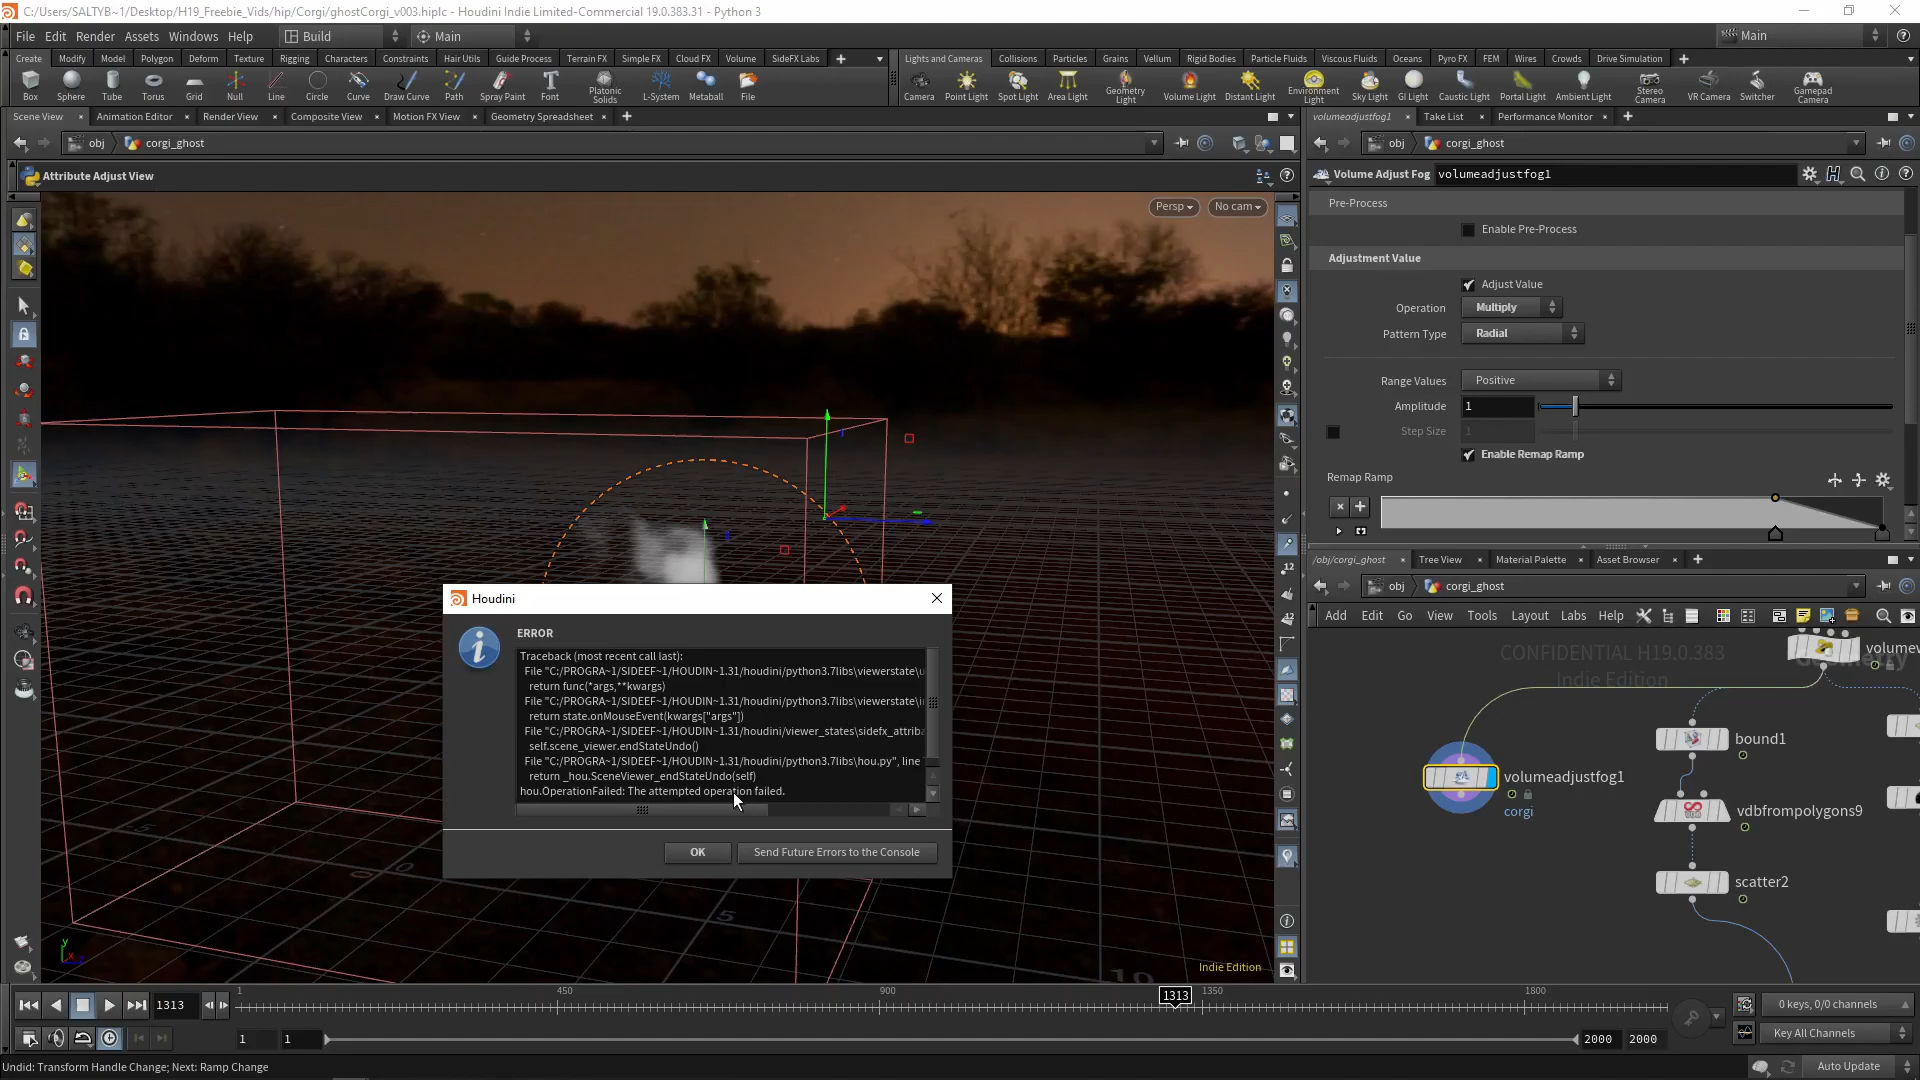 C:/Users/SALTYB~1/Desktop/H19_Freebie_Vids/hip/Corgi/ghostCorgi_v003.hiplc - Houdini Indie Limited-Commercial 19.0.383.31 - Python 3
File Edit Render Assets Windows Help Build Main Main
Create Modify Model Polygon Deform Texture Rigging Characters Constraints Hair Utils Guide Process Terrain FX Simple FX Cloud FX Volume SideFX Labs
Lights and Cameras Collisions Particles Grains Vellum Rigid Bodies Particle Fluids Viscous Fluids Oceans Pyro FX FEM Wires Crowds Drive Simulation
Box Sphere Tube Torus Grid Null Line Circle Curve Draw Curve Path Spray Paint Font Platonic Solids L-System Metaball File
Camera Point Light Spot Light Area Light Geometry Light Volume Light Distant Light Environment Light Sky Light GI Light Caustic Light Portal Light Ambient Light Stereo Camera VR Camera Switcher Gamepad Camera
Scene View Animation Editor Render View Composite View Motion FX View Geometry Spreadsheet
obj corgi_ghost
Attribute Adjust View
Persp No cam
volumeadjustfog1 Take List Performance Monitor
obj corgi_ghost
Volume Adjust Fog volumeadjustfog1
Pre-Process
Enable Pre-Process
Adjustment Value
Adjust Value
Operation Multiply
Pattern Type Radial
Range Values Positive
Amplitude 1
Step Size 1
Enable Remap Ramp
Remap Ramp
Houdini
ERROR
Traceback (most recent call last):
File "C:/PROGRA~1/SIDEEF~1/HOUDIN~1.31/houdini/python3.7libs\viewerstate\u
return func(*args,**kwargs)
File "C:/PROGRA~1/SIDEEF~1/HOUDIN~1.31/houdini/python3.7libs\viewerstate\i
return state.onMouseEvent(kwargs["args"])
File "C:/PROGRA~1/SIDEEF~1/HOUDIN~1.31/houdini/viewer_states\sidefx_attriba
self.scene_viewer.endStateUndo()
File "C:/PROGRA~1/SIDEEF~1/HOUDIN~1.31/houdini/python3.7libs\hou.py", line
return _hou.SceneViewer_endStateUndo(self)
hou.OperationFailed: The attempted operation failed.
OK Send Future Errors to the Console
5
10
Indie Edition
/obj/corgi_ghost Tree View Material Palette Asset Browser
obj corgi_ghost
Add Edit Go View Tools Layout Labs Help
CONFIDENTIAL H19.0.383
Indie Edition
Geometry
volumev
bound1
volumeadjustfog1
corgi
vdbfrompolygons9
scatter2
1313 1 450 900 1313 1350 1800 0 keys, 0/0 channels
1 1 2000 2000 Key All Channels
Undid: Transform Handle Change; Next: Ramp Change Auto Update